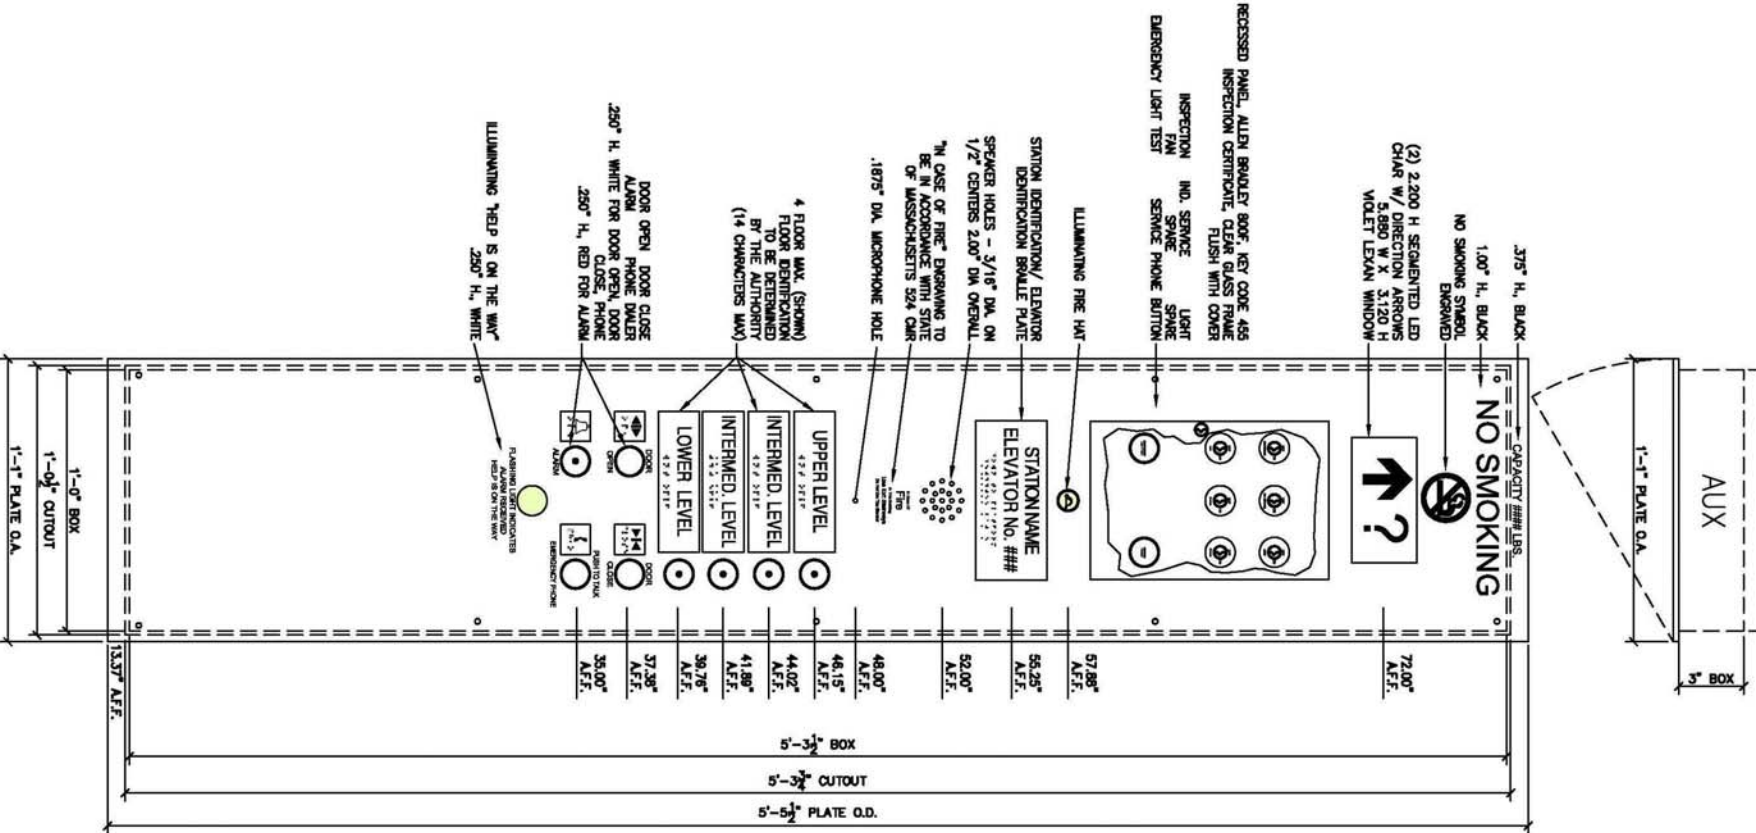 AUX
1'-1" PLATE O.A.
3" BOX
.375" H., BLACK
1.00" H., BLACK
NO SMOKING SYMBOL
ENGRAVED
(2) 2.200 H SEGMENTED LED
CHAR W/ DIRECTION ARROWS
5.880 W X 3.120 H
VIOLET LEXAN WINDOW
RECESSED PANEL, ALLEN BRADLEY 800F, KEY CODE 455
INSPECTION CERTIFICATE, CLEAR GLASS FRAME
FLUSH WITH COVER
INSPECTION IND. SERVICE LIGHT
FAN SPARE SPARE
EMERGENCY LIGHT TEST SERVICE PHONE BUTTON
ILLUMINATING FIRE HAT
STATION IDENTIFICATION/ ELEVATOR
IDENTIFICATION BRAILLE PLATE
SPEAKER HOLES - 3/16" DIA. ON
1/2" CENTERS 2.00" DIA OVERALL
"IN CASE OF FIRE" ENGRAVING TO
BE IN ACCORDANCE WITH STATE
OF MASSACHUSETTS 524 CMR
.1875" DIA. MICROPHONE HOLE
4 FLOOR MAX. (SHOWN)
FLOOR IDENTIFICATION
TO BE DETERMINED
BY THE AUTHORITY
(14 CHARACTERS MAX)
DOOR OPEN DOOR CLOSE
ALARM PHONE DIALER
.250" H. WHITE FOR DOOR OPEN, DOOR
CLOSE, PHONE
.250" H., RED FOR ALARM
ILLUMINATING "HELP IS ON THE WAY"
.250" H., WHITE
CAPACITY #### LBS.
NO SMOKING
?
STATION NAME
ELEVATOR No. ###
Fire
UPPER LEVEL
INTERMED. LEVEL
INTERMED. LEVEL
LOWER LEVEL
DOOR
OPEN
DOOR
CLOSE
ALARM
PUSH TO TALK
EMERGENCY PHONE
FLASHING LIGHT INDICATES
ALARM RECEIVED
HELP IS ON THE WAY
72.00"
A.F.F.
57.88"
A.F.F.
55.25"
A.F.F.
52.00"
A.F.F.
48.00"
A.F.F.
46.15"
A.F.F.
44.02"
A.F.F.
41.89"
A.F.F.
39.76"
A.F.F.
37.38"
A.F.F.
35.00"
A.F.F.
13.37" A.F.F.
5'-3½" BOX
5'-3¾" CUTOUT
5'-5½" PLATE O.D.
1'-0" BOX
1'-0½" CUTOUT
1'-1" PLATE O.A.